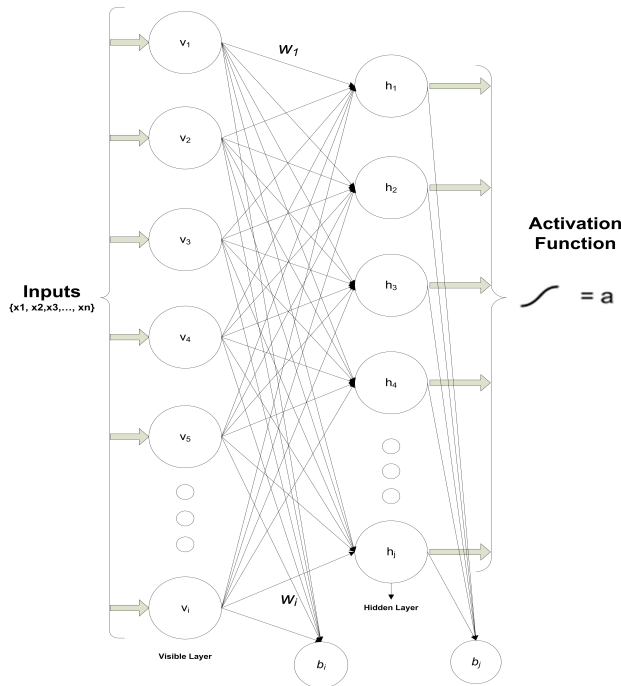 v1
W1
h1
v2
h2
Activation
Function
v3
h3
Inputs
{x1, x2,x3,..., xn}
= a
v4
h4
v5
hj
vi
Wi
Hidden Layer
Visible Layer
bi
bj